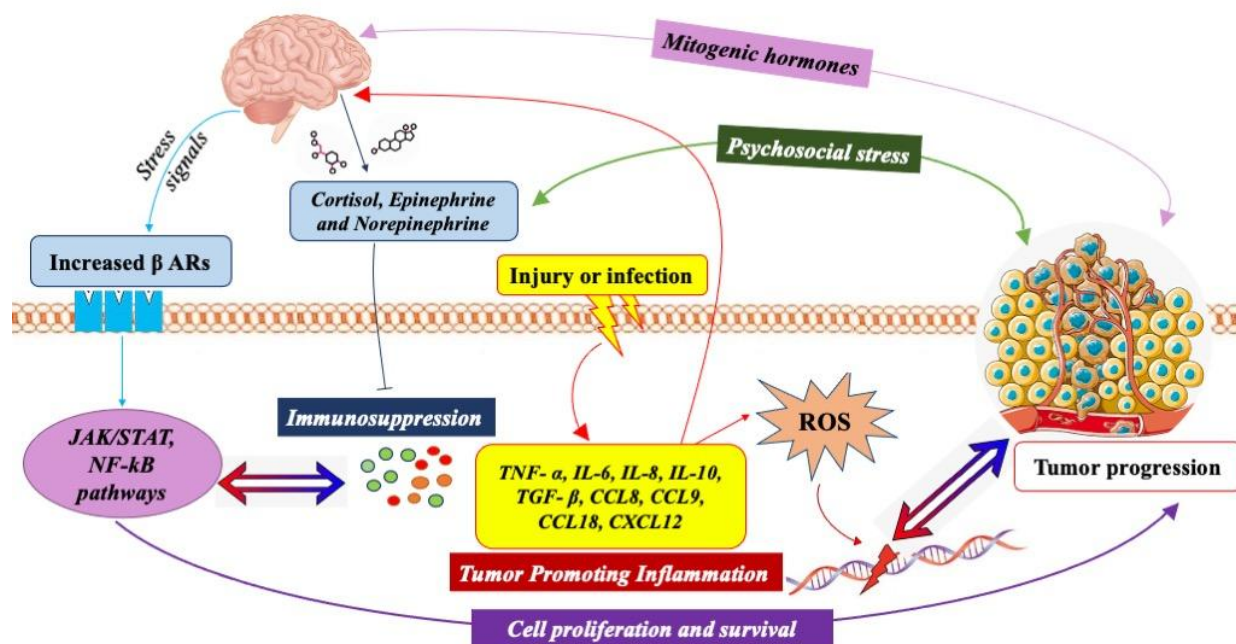 Mitogenic hormones
Stress
signals
Psychosocial stress
Cortisol, Epinephrine
and Norepinephrine
Increased β ARs
Injury or infection
Immunosuppression
ROS
JAK/STAT,
NF-kB
pathways
TNF- α, IL-6, IL-8, IL-10,
TGF- β, CCL8, CCL9,
CCL18, CXCL12
Tumor progression
Tumor Promoting Inflammation
Cell proliferation and survival